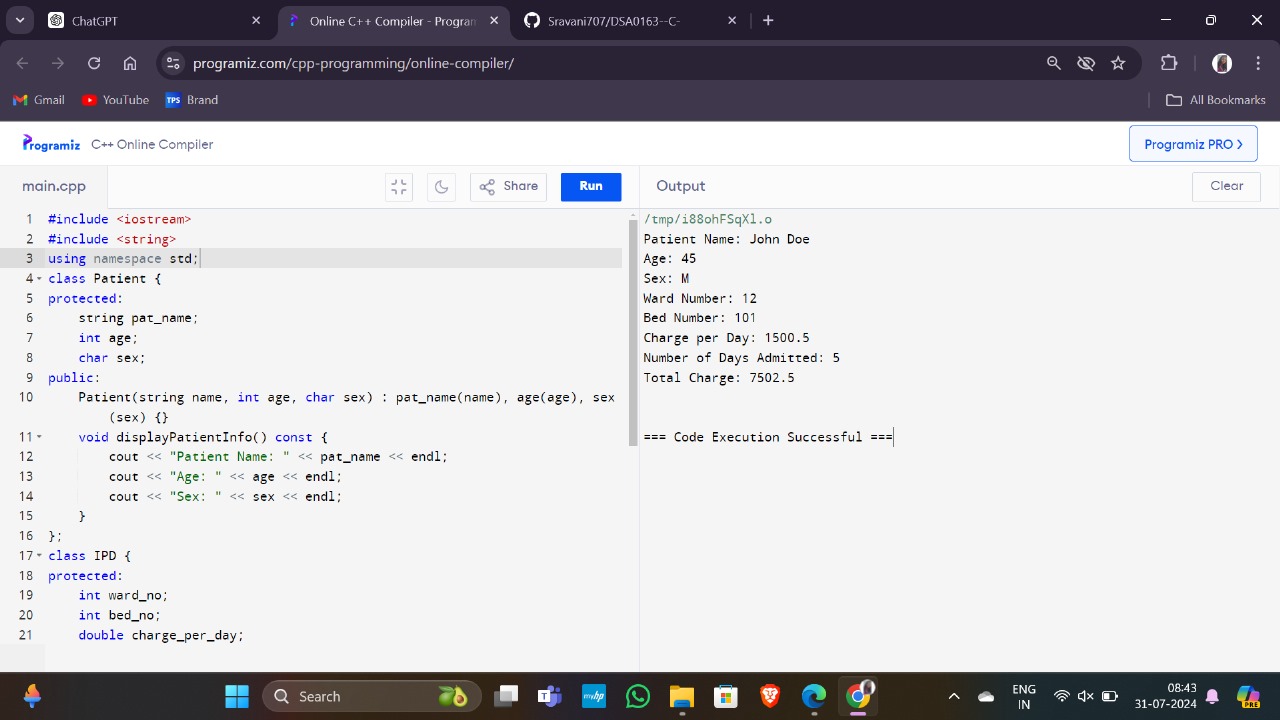 ChatGPT
Online C++ Compiler - Program
Sravani707/DSA0163--C-
programiz.com/cpp-programming/online-compiler/
Gmail
YouTube
TPS Brand
All Bookmarks
Programiz C++ Online Compiler
Programiz PRO >
main.cpp
Share
Run
Output
Clear
1 #include <iostream>
2 #include <string>
3 using namespace std;
4 class Patient {
5 protected:
6 string pat_name;
7 int age;
8 char sex;
9 public:
10 Patient(string name, int age, char sex) : pat_name(name), age(age), sex
(sex) {}
11 void displayPatientInfo() const {
12 cout << "Patient Name: " << pat_name << endl;
13 cout << "Age: " << age << endl;
14 cout << "Sex: " << sex << endl;
15 }
16 };
17 class IPD {
18 protected:
19 int ward_no;
20 int bed_no;
21 double charge_per_day;
/tmp/i88ohFSqXl.o
Patient Name: John Doe
Age: 45
Sex: M
Ward Number: 12
Bed Number: 101
Charge per Day: 1500.5
Number of Days Admitted: 5
Total Charge: 7502.5
=== Code Execution Successful ===
Search
myhp
ENG
IN
08:43
31-07-2024
PRE